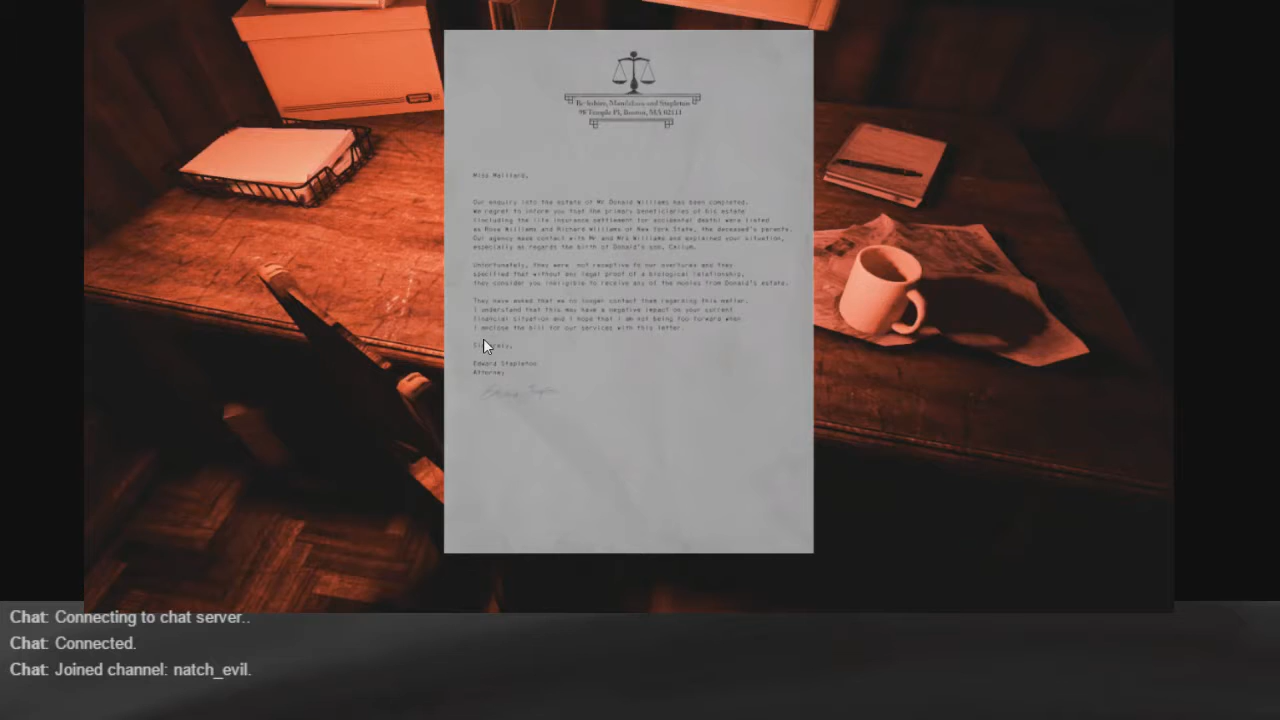 98 Temple Pl, Boston, MA 02111
Miss Maillard,
Our enquiry into the estate of Mr Donald Williams has been completed.
We regret to inform you that the primary beneficiaries of his estate
(including the life insurance settlement for accidental death) were listed
as Rose Williams and Richard Williams of New York State, the deceased's parents.
Our agency made contact with Mr and Mrs Williams and explained your situation,
especially as regards the birth of Donald's son, Callum.
Unfortunately, they were not receptive to our overtures and they
specified that without any legal proof of a biological relationship,
they consider you ineligible to receive any of the monies from Donald's estate.
They have asked that we no longer contact them regarding this matter.
I understand that this may have a negative impact on your current
financial situation and I hope that I am not being too forward when
I enclose the bill for our services with this letter.
Sincerely,
Edward Stapleton
Attorney
Chat: Connecting to chat server..
Chat: Connected.
Chat: Joined channel: natch_evil.